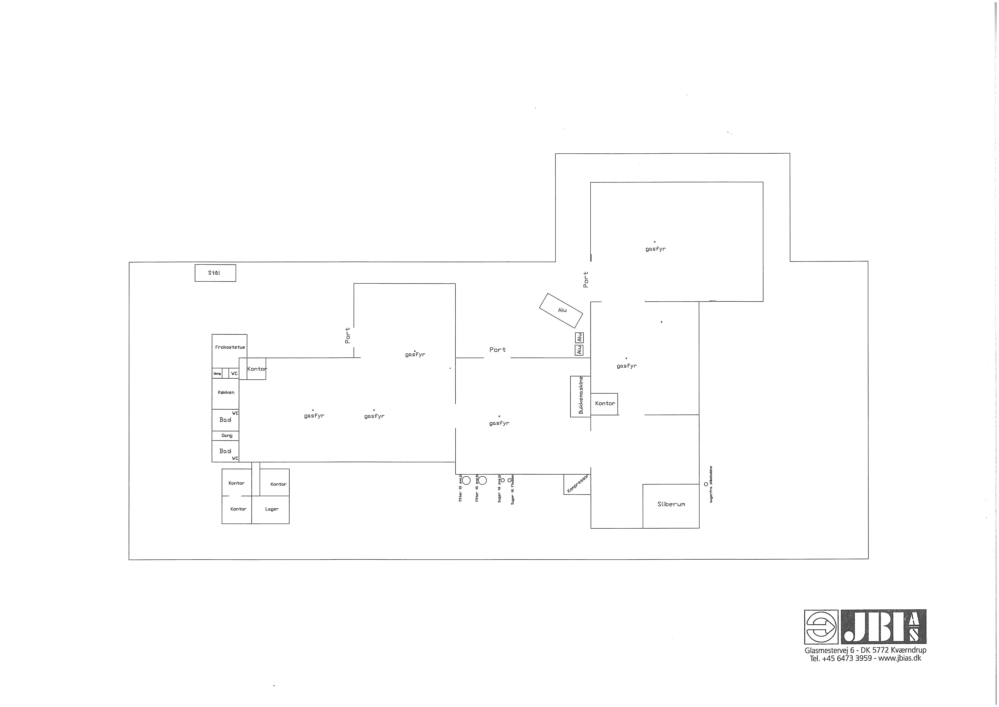 gasfyr
Stål
Port
Alu
Port
Alu
Alu
Frokoststue
Port
gasfyr
gasfyr
Kontor
Gang
WC
Køkken
Bukkemaskine
Kontor
WC
Bad
gasfyr
gasfyr
gasfyr
Gang
Bad
WC
Kontor
Kontor
Filter til svejs
Filter til svejs
Suger til svejs
Suger til Fladder
Kompressor
sugerfra slibekabine
Kontor
Lager
Sliberum
JBI A/S
Glasmestervej 6 - DK 5772 Kværndrup
Tel. +45 6473 3959 - www.jbias.dk